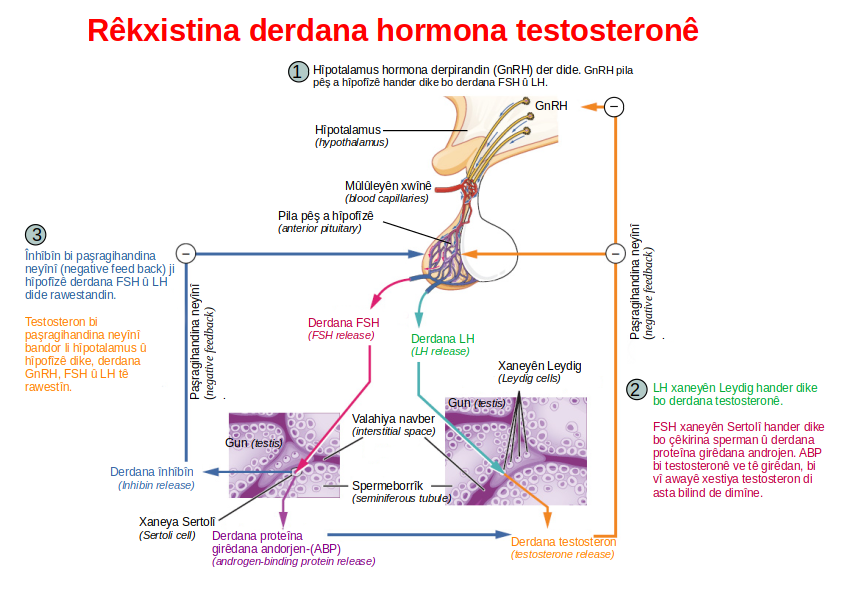 Rêkxistina derdana hormona testosteronê
1
Hîpotalamus hormona derpirandin (GnRH) der dide. GnRH pila
pêş a hîpofîzê hander dike bo derdana FSH û LH.
GnRH
−
Hîpotalamus
(hypothalamus)
Mûlûleyên xwînê
(blood capillaries)
Pila pêş a hîpofîzê
(anterior pituitary)
3
Înhîbîn bi paşragihandina
neyînî (negative feed back) ji
hîpofîzê derdana FSH û LH
dide rawestandin.
Testosteron bi
paşragihandina neyînî
bandor li hîpotalamus û
hîpofîzê dike, derdana
GnRH, FSH û LH tê
rawestîn.
−
Paşragihandina neyînî
(negative feedback)
.
−
Paşragihandina neyînî
(negative feedback)
.
Derdana FSH
(FSH release)
Derdana LH
(LH release)
Xaneyên Leydig
(Leydig cells)
2
LH xaneyên Leydig hander dike
bo derdana testosteronê.
FSH xaneyên Sertolî hander dike
bo çêkirina sperman û derdana
proteîna girêdana androjen. ABP
bi testosteronê ve tê girêdan, bi
vî awayê xestiya testosteron di
asta bilind de dimîne.
Gun (testis)
Gun (testis)
Valahiya navber
(interstitial space)
Spermeborrîk
(seminiferous tubule)
Derdana înhîbîn
(Inhibin release)
Xaneya Sertolî
(Sertoli cell)
Derdana proteîna
girêdana andorjen-(ABP)
(androgen-binding protein release)
Derdana testosteron
(testosterone release)